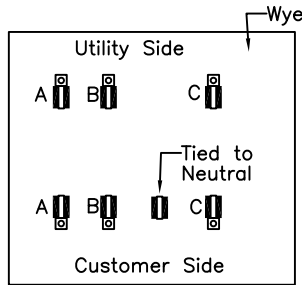 Wye
Utility Side
A B C
Tied to
Neutral
A B C
Customer Side